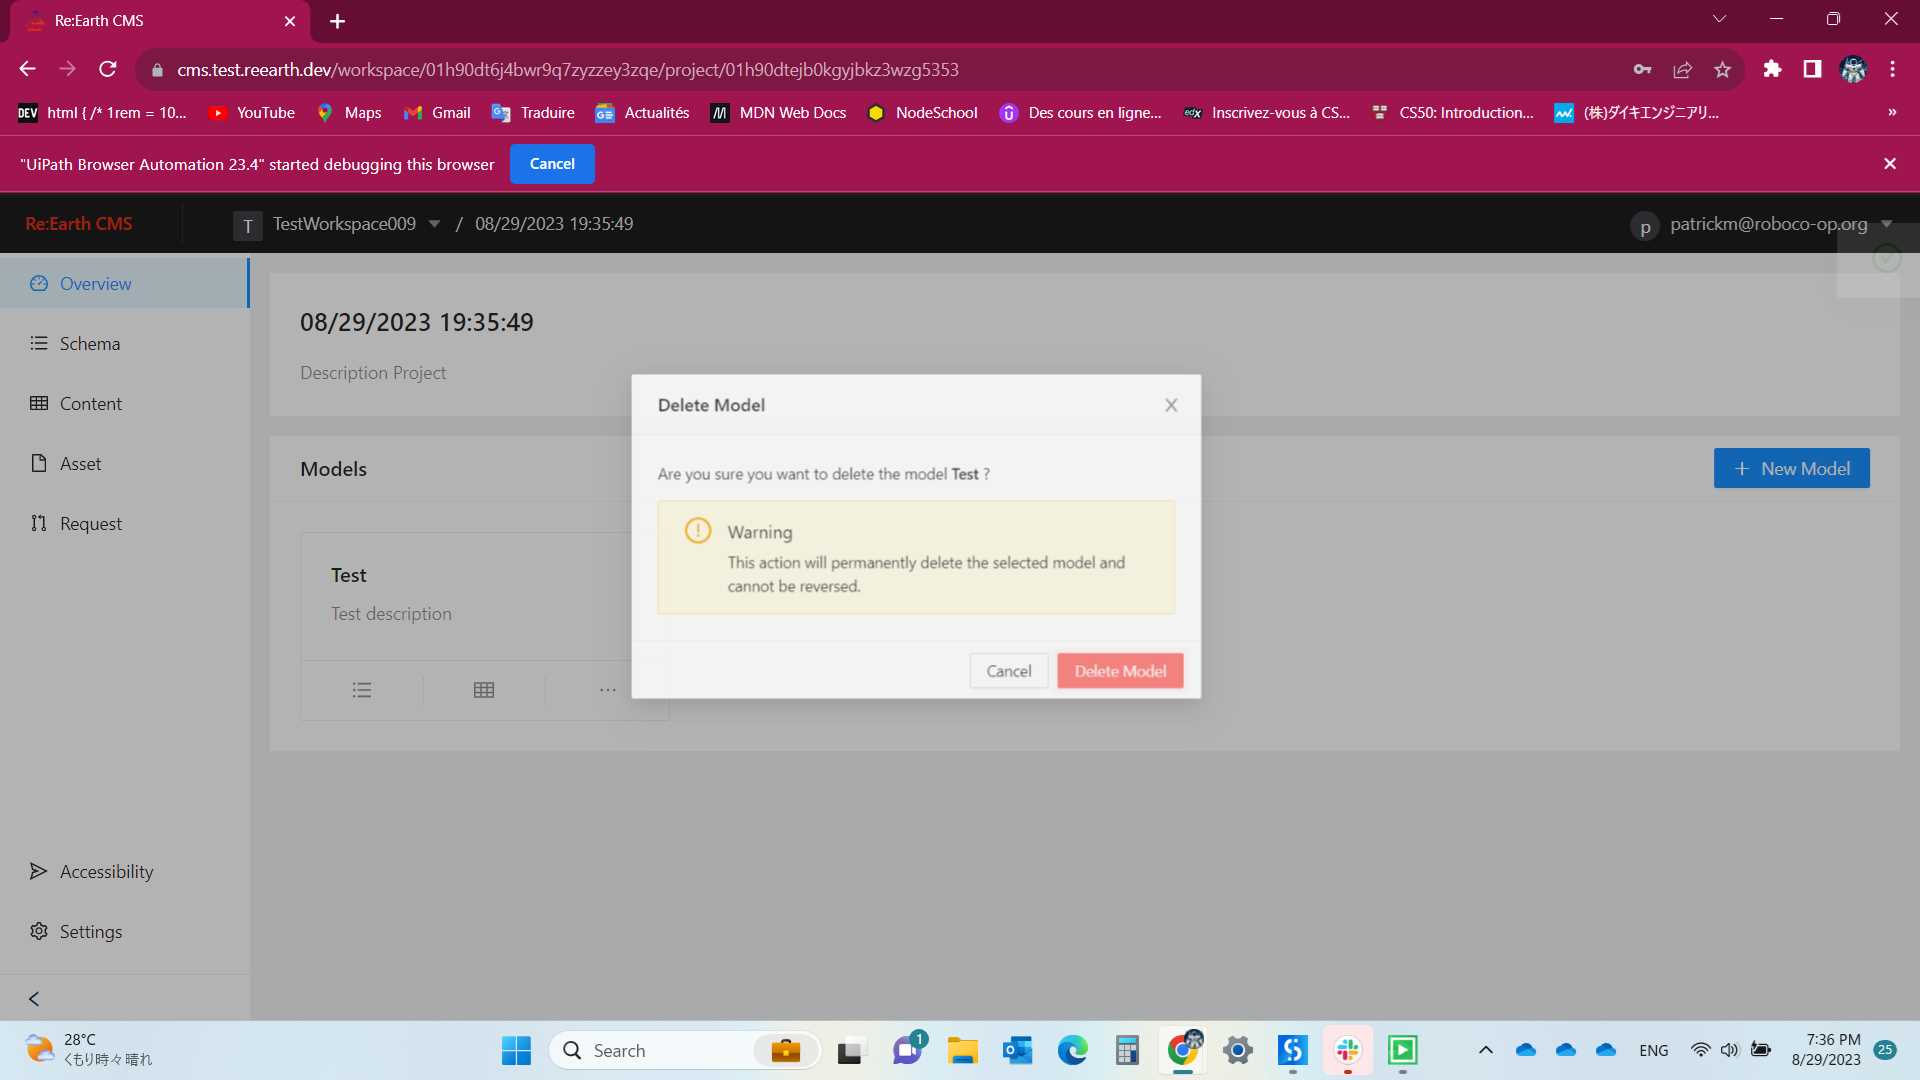 Re:Earth CMS
cms.test.reearth.dev/workspace/01h90dt6j4bwr9q7zyzzey3zqe/project/01h90dtejb0kgyjbkz3wzg5353
DEV html { /* 1rem = 10... YouTube Maps Gmail Traduire Actualités MDN Web Docs NodeSchool Des cours en ligne... edX Inscrivez-vous à CS... CS50: Introduction... (株)ダイキエンジニアリ... »
"UiPath Browser Automation 23.4" started debugging this browser Cancel
Re:Earth CMS T TestWorkspace009 / 08/29/2023 19:35:49 p patrickm@roboco-op.org
Overview
Schema
Content
Asset
Request
Accessibility
Settings
08/29/2023 19:35:49
Description Project
Models
+ New Model
Test
Test description
Delete Model
Are you sure you want to delete the model Test ?
Warning
This action will permanently delete the selected model and
cannot be reversed.
Cancel Delete Model
28°C
くもり時々晴れ
Search
1
ENG
7:36 PM
8/29/2023
25